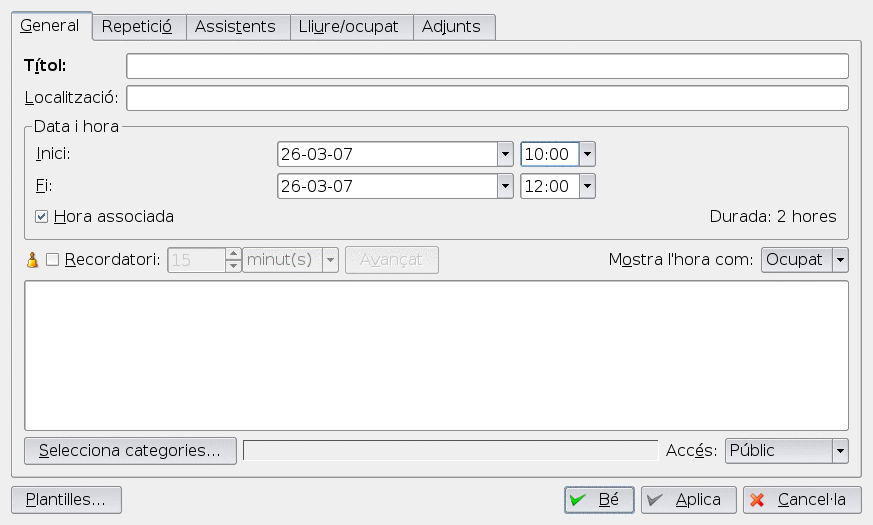 General Repetició Assistents Lliure/ocupat Adjunts
Títol:
Localització:
Data i hora
Inici: 26-03-07 10:00
Fi: 26-03-07 12:00
Hora associada Durada: 2 hores
Recordatori: 15 minut(s) Avançat Mostra l'hora com: Ocupat
Selecciona categories... Accés: Públic
Plantilles... Bé Aplica Cancel·la